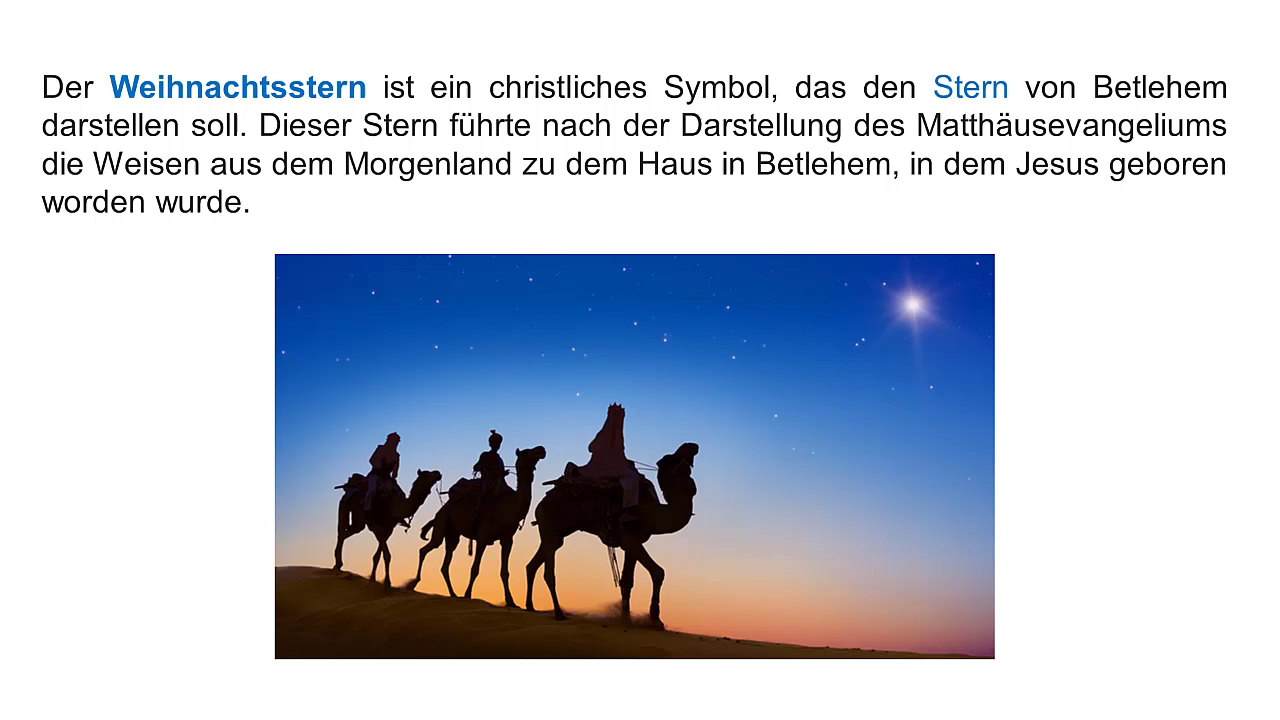 Der Weihnachtsstern ist ein christliches Symbol, das den Stern von Betlehem
darstellen soll. Dieser Stern führte nach der Darstellung des Matthäusevangeliums
die Weisen aus dem Morgenland zu dem Haus in Betlehem, in dem Jesus geboren
worden wurde.